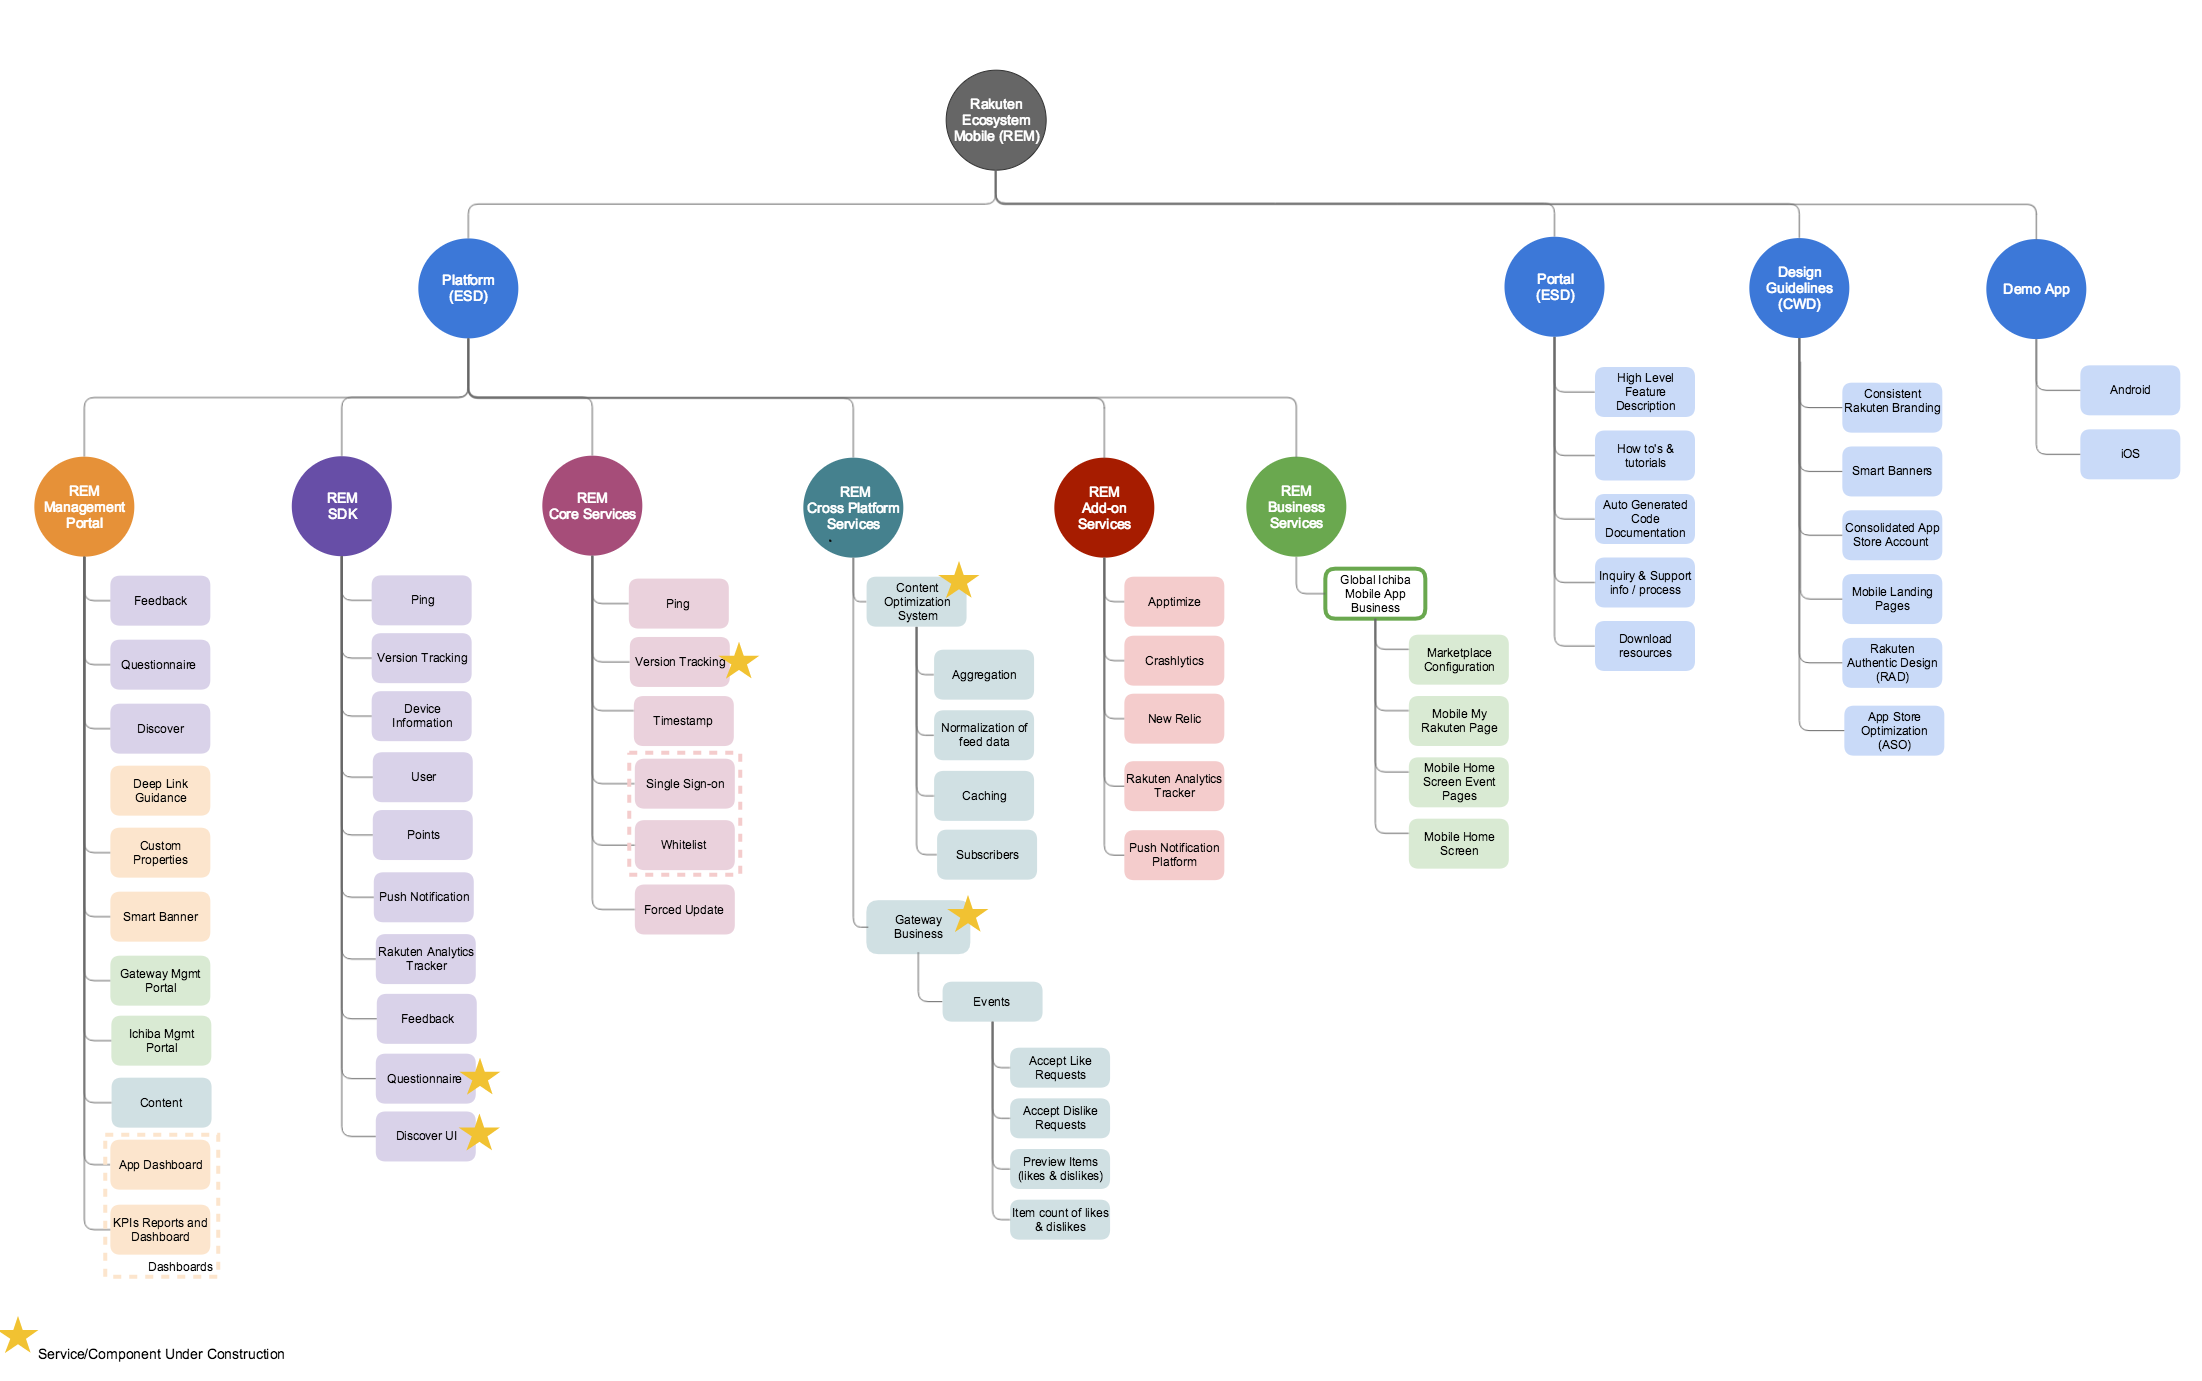 Rakuten
Ecosystem
Mobile (REM)
Platform
(ESD)
Portal
(ESD)
Design
Guidelines
(CWD)
Demo App
REM
Management
Portal
REM
SDK
REM
Core Services
REM
Cross Platform
Services
REM
Add-on
Services
REM
Business
Services
Feedback
Questionnaire
Discover
Deep Link
Guidance
Custom
Properties
Smart Banner
Gateway Mgmt
Portal
Ichiba Mgmt
Portal
Content
App Dashboard
KPIs Reports and
Dashboard
Dashboards
Ping
Version Tracking
Device
Information
User
Points
Push Notification
Rakuten Analytics
Tracker
Feedback
Questionnaire
Discover UI
Ping
Version Tracking
Timestamp
Single Sign-on
Whitelist
Forced Update
Content
Optimization
System
Aggregation
Normalization of
feed data
Caching
Subscribers
Gateway
Business
Events
Accept Like
Requests
Accept Dislike
Requests
Preview Items
(likes & dislikes)
Item count of likes
& dislikes
Apptimize
Crashlytics
New Relic
Rakuten Analytics
Tracker
Push Notification
Platform
Global Ichiba
Mobile App
Business
Marketplace
Configuration
Mobile My
Rakuten Page
Mobile Home
Screen Event
Pages
Mobile Home
Screen
High Level
Feature
Description
How to's &
tutorials
Auto Generated
Code
Documentation
Inquiry & Support
info / process
Download
resources
Consistent
Rakuten Branding
Smart Banners
Consolidated App
Store Account
Mobile Landing
Pages
Rakuten
Authentic Design
(RAD)
App Store
Optimization
(ASO)
Android
iOS
Service/Component Under Construction